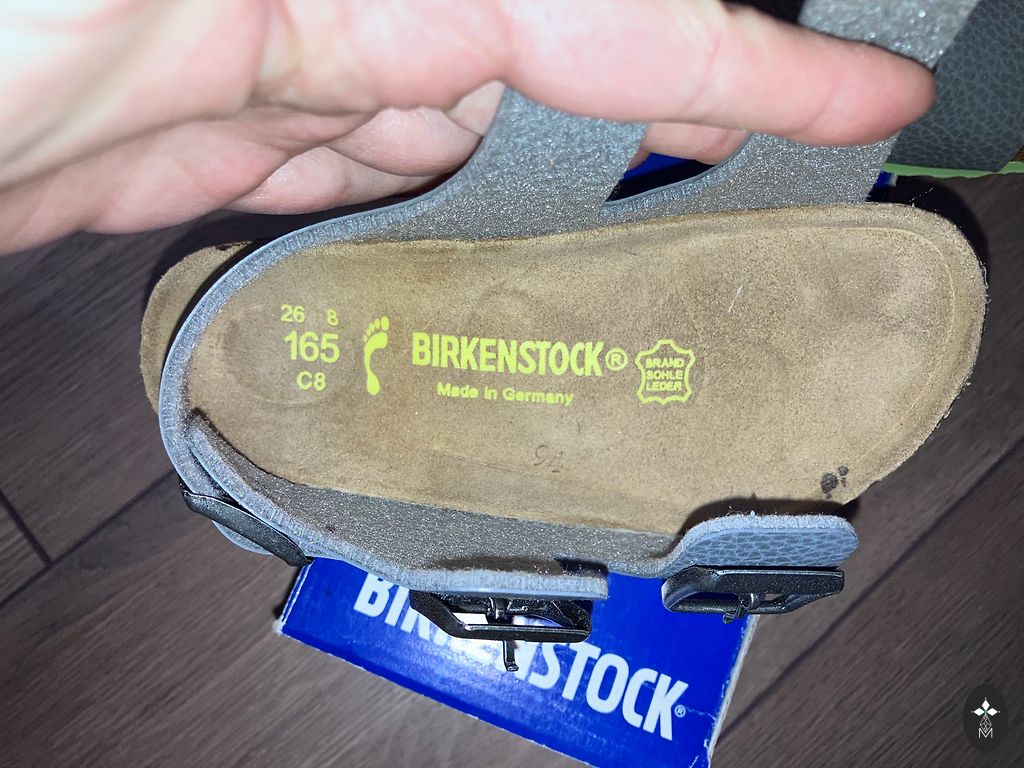 26 8
165
C8
BIRKENSTOCK®
Made in Germany
BRAND
SOHLE
LEDER
BIRKENSTOCK®
M